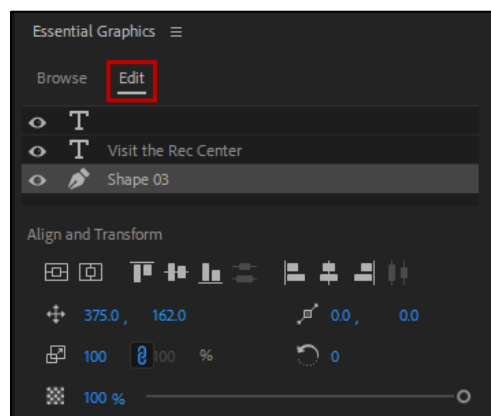 Essential Graphics
Browse Edit
T
T Visit the Rec Center
Shape 03
Align and Transform
375.0 , 162.0 0.0 , 0.0
100 100 % 0
100 %